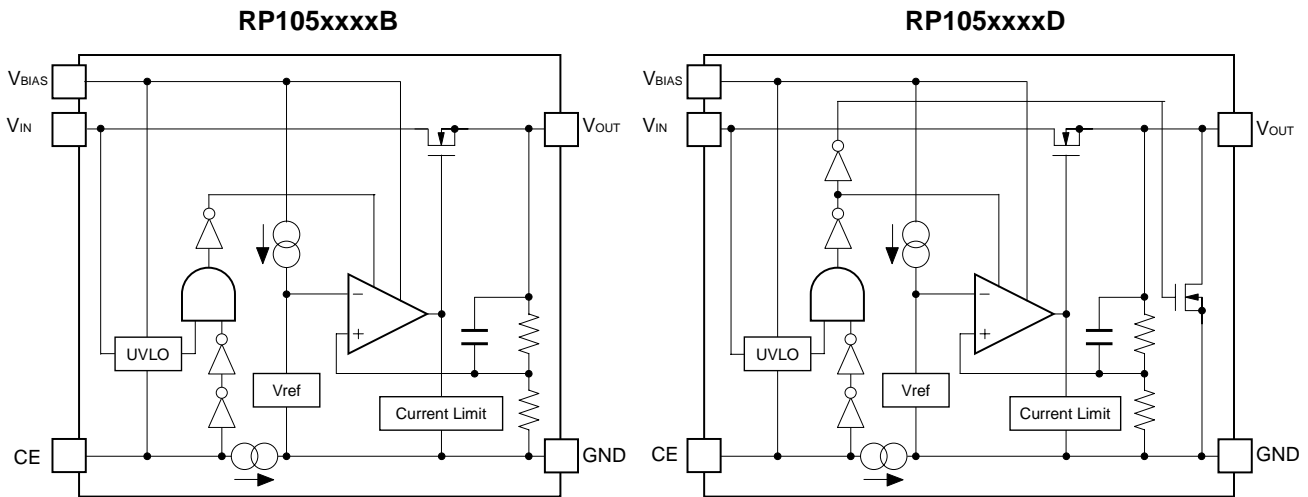 RP105xxxxB
VBIAS
VIN
VOUT
−
+
UVLO
Vref
Current Limit
CE
GND
RP105xxxxD
VBIAS
VIN
VOUT
−
+
UVLO
Vref
Current Limit
CE
GND